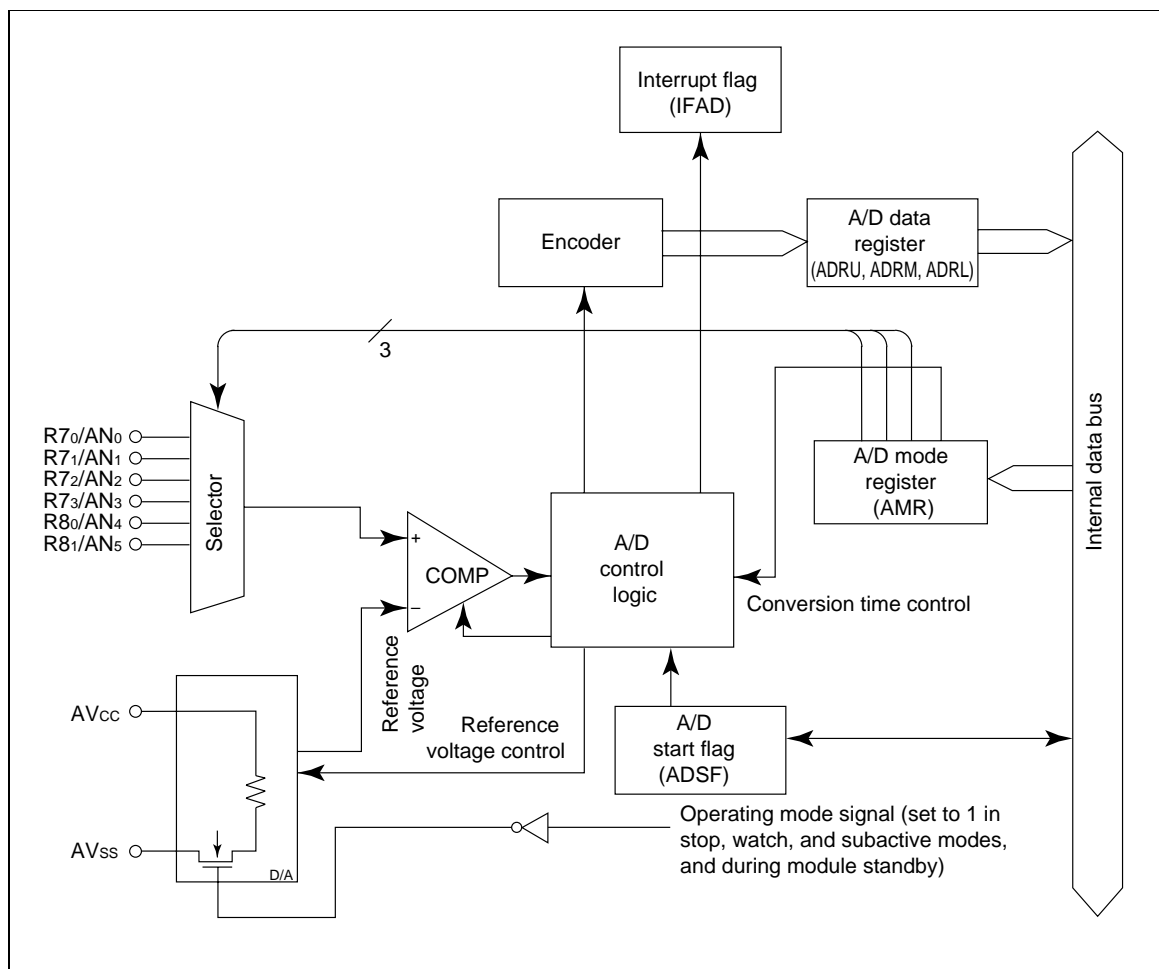 Interrupt flag
(IFAD)
Encoder
A/D data
register
(ADRU, ADRM, ADRL)
3
R70/AN0
R71/AN1
R72/AN2
R73/AN3
R80/AN4
R81/AN5
Selector
A/D mode
register
(AMR)
Internal data bus
+
COMP
–
A/D
control
logic
Conversion time control
Reference
voltage
AVCC
Reference
voltage control
A/D
start flag
(ADSF)
AVSS
D/A
Operating mode signal (set to 1 in
stop, watch, and subactive modes,
and during module standby)